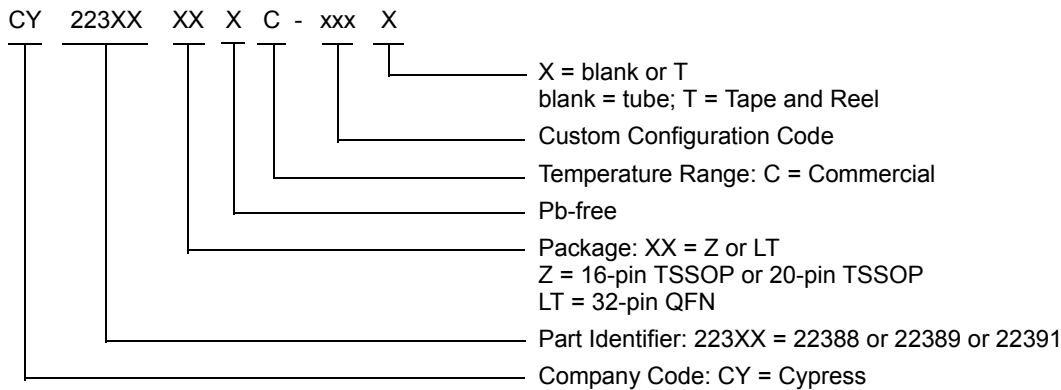 CY 223XX XX X C - xxx X
X = blank or T
blank = tube; T = Tape and Reel
Custom Configuration Code
Temperature Range: C = Commercial
Pb-free
Package: XX = Z or LT
Z = 16-pin TSSOP or 20-pin TSSOP
LT = 32-pin QFN
Part Identifier: 223XX = 22388 or 22389 or 22391
Company Code: CY = Cypress